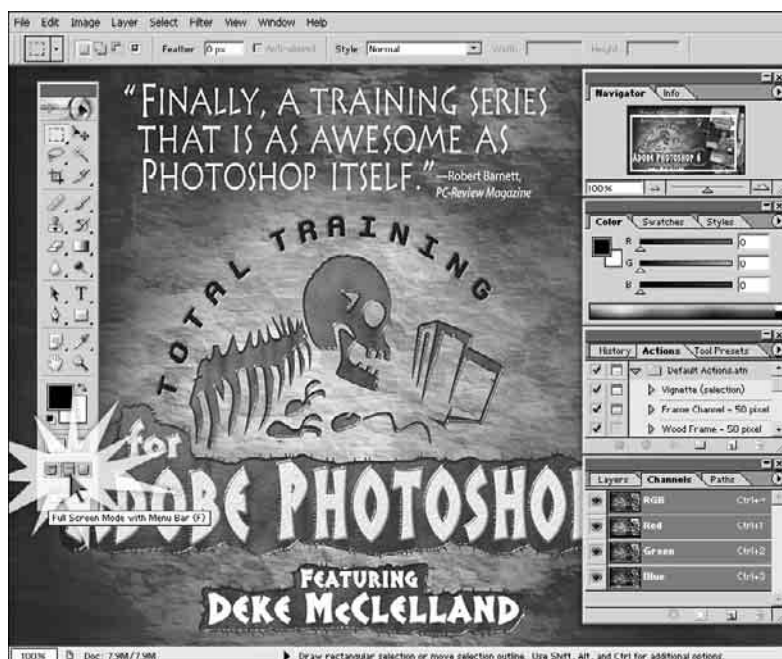 File Edit Image Layer Select Filter View Window Help
Feather: 0 px Anti-aliased Style: Normal Width: Height:
“FINALLY, A TRAINING SERIES
THAT IS AS AWESOME AS
PHOTOSHOP ITSELF.”
—Robert Barnett,
PC-Review Magazine
TOTAL TRAINING
for
ADOBE PHOTOSHO
FEATURING
DEKE McCLELLAND
Full Screen Mode with Menu Bar (F)
Navigator Info
ADOBE PHOTOSHOP 6
100%
Color Swatches Styles
R 0
G 0
B 0
History Actions Tool Presets
Default Actions.atn
Vignette (selection)
Frame Channel - 50 pixel
Wood Frame - 50 pixel
Layers Channels Paths
RGB Ctrl+~
Red Ctrl+1
Green Ctrl+2
Blue Ctrl+3
100% Doc: 7.9M/7.9M Draw rectangular selection or move selection outline. Use Shift, Alt, and Ctrl for additional options.